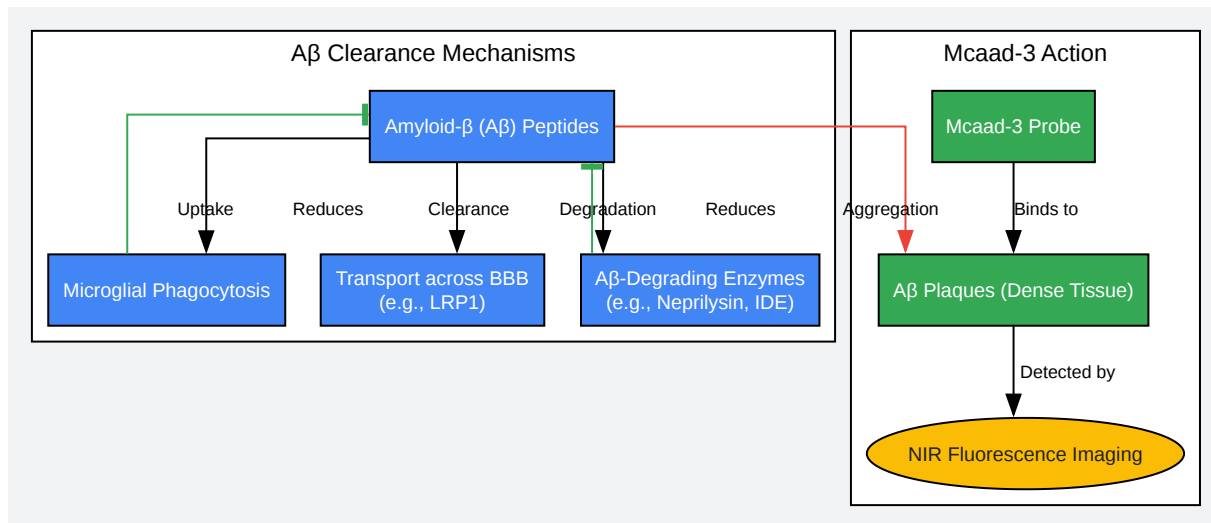 Aβ Clearance Mechanisms
Mcaad-3 Action
Amyloid-β (Aβ) Peptides
Mcaad-3 Probe
Uptake
Reduces
Clearance
Degradation
Reduces
Aggregation
Binds to
Microglial Phagocytosis
Transport across BBB
(e.g., LRP1)
Aβ-Degrading Enzymes
(e.g., Neprilysin, IDE)
Aβ Plaques (Dense Tissue)
Detected by
NIR Fluorescence Imaging